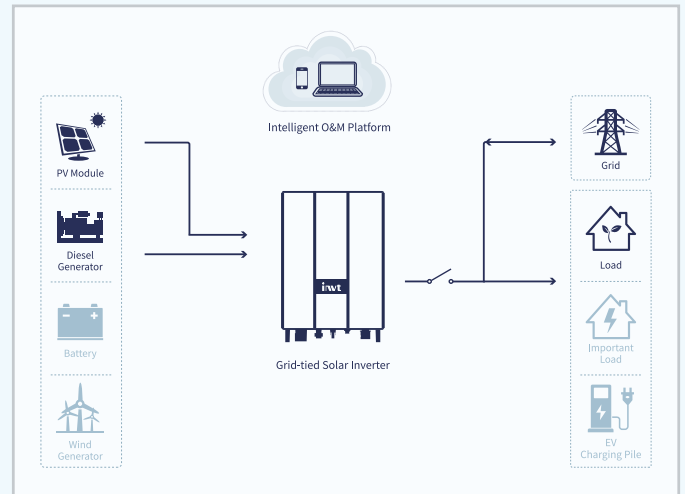 Intelligent O&M Platform
PV Module
Diesel
Generator
Battery
Wind
Generator
invt
Grid-tied Solar Inverter
Grid
Load
Important
Load
EV
Charging Pile